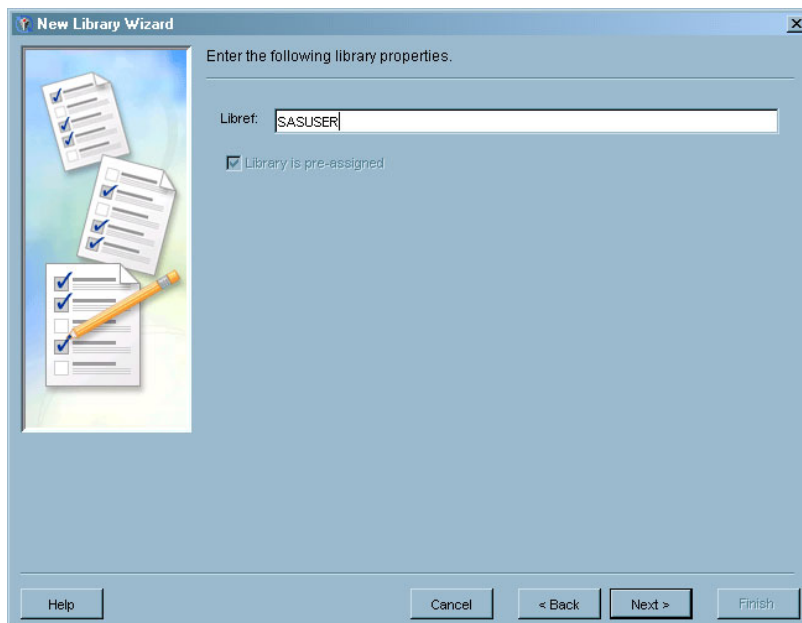 New Library Wizard
Enter the following library properties.
Libref: SASUSER
Library is pre-assigned
Help Cancel < Back Next > Finish